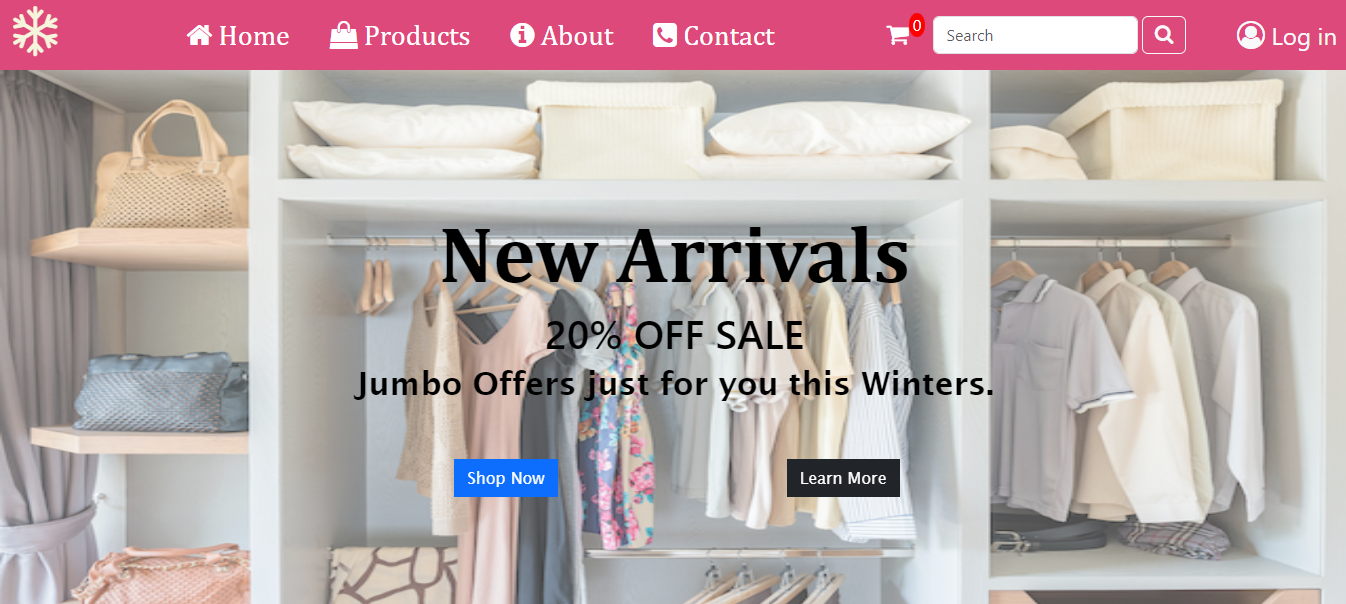 Home Products About Contact 0 Search Log in
New Arrivals
20% OFF SALE
Jumbo Offers just for you this Winters.
Shop Now Learn More